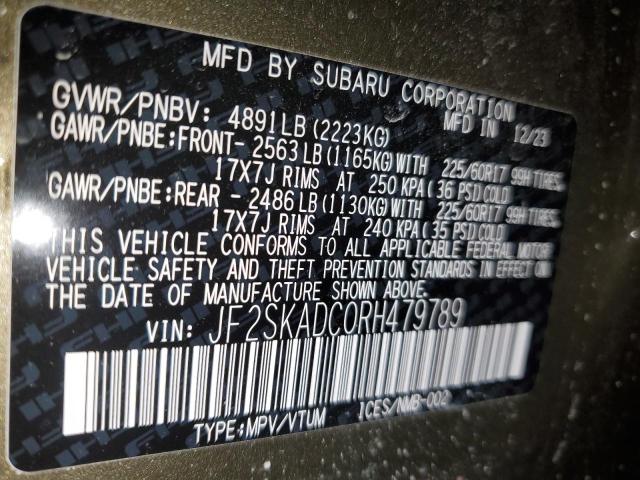 MFD BY SUBARU CORPORATION
GVWR/PNBV: 4891LB(2223KG) MFD IN 12/23
GAWR/PNBE:FRONT- 2563LB(1165KG)WITH 225/60R17 99H TIRES
17X7J RIMS AT 250 KPA(36 PSI)COLD
GAWR/PNBE:REAR - 2486LB(1130KG)WITH 225/60R17 99H TIRES
17X7J RIMS AT 240 KPA(35 PSI)COLD
THIS VEHICLE CONFORMS TO ALL APPLICABLE FEDERAL MOTOR
VEHICLE SAFETY AND THEFT PREVENTION STANDARDS IN EFFECT ON
THE DATE OF MANUFACTURE SHOWN ABOVE.
VIN: JF2SKADC0RH479789
TYPE:MPV/VTUM ICES/NMB-002